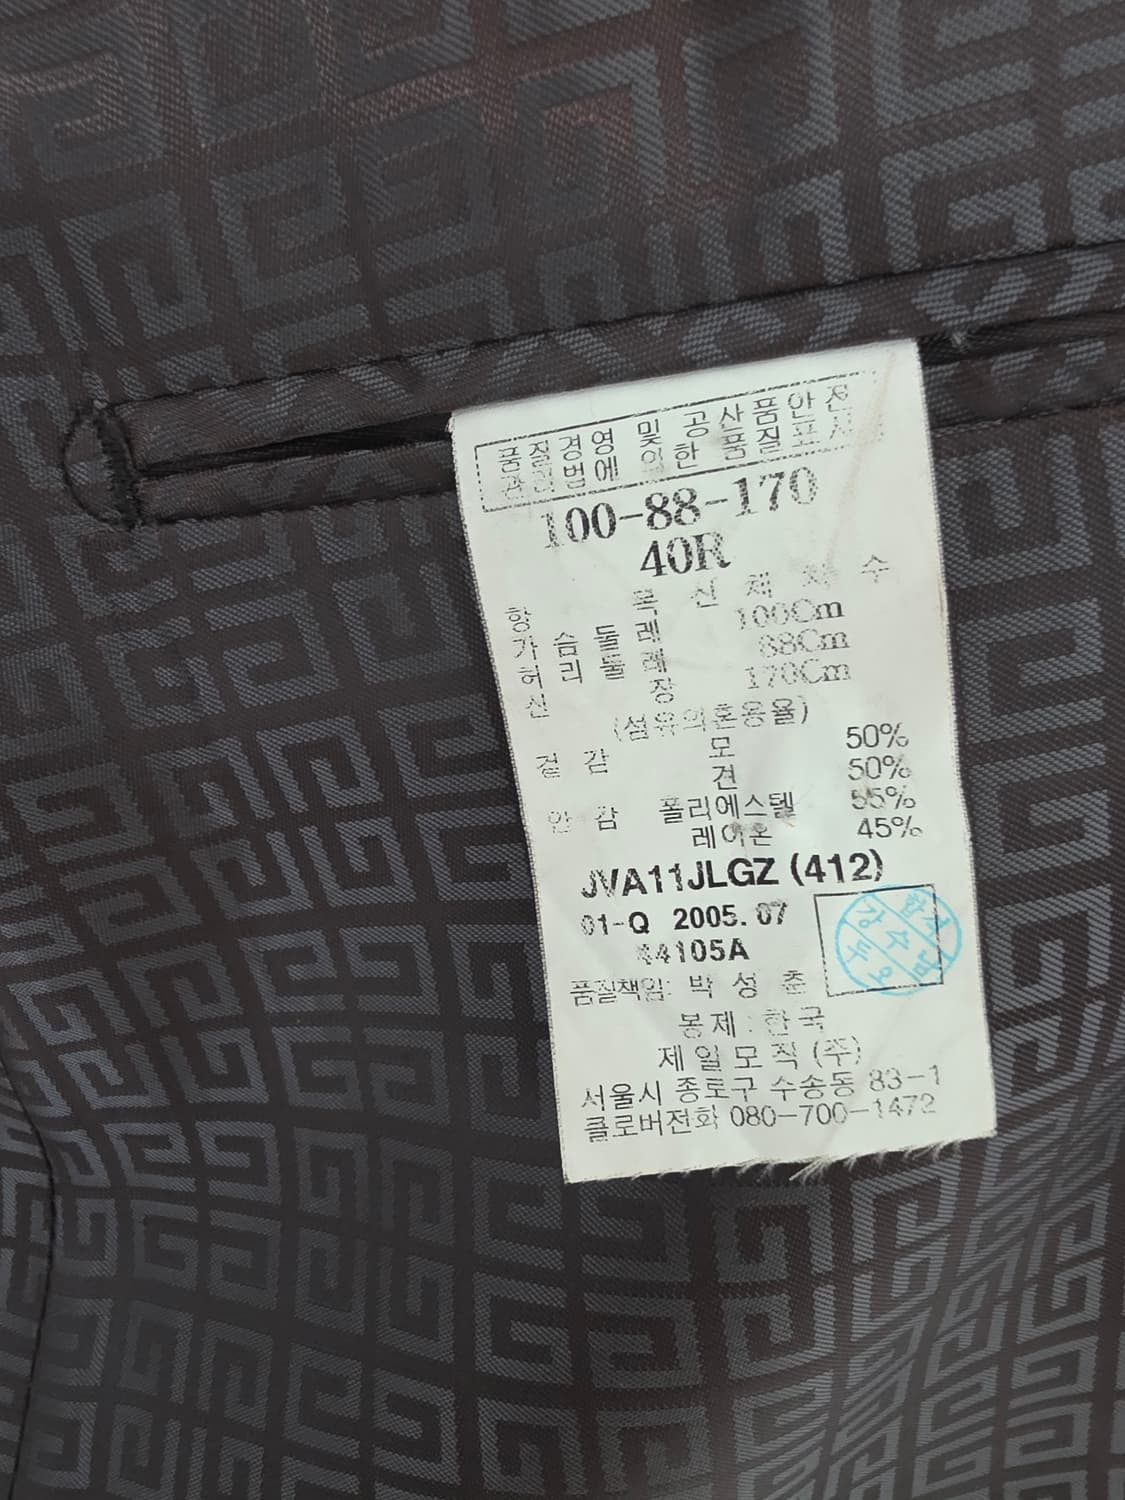 품질경영 및 공산품안전
관리법에 의한 품질표시
100-88-170
40R
항 목 신 체 치 수
가 슴 둘 레 100Cm
허 리 둘 레 88Cm
신 장 170Cm
(섬유의혼용율)
겉 감 모 50%
견 50%
안 감 폴리에스텔 55%
레이온 45%
JVA11JLGZ (412)
01-Q 2005. 07
44105A
품질책임: 박 성 춘
봉제 : 한국
제일모직 (주)
서울시 종로구 수송동 83-1
클로버전화 080-700-1472